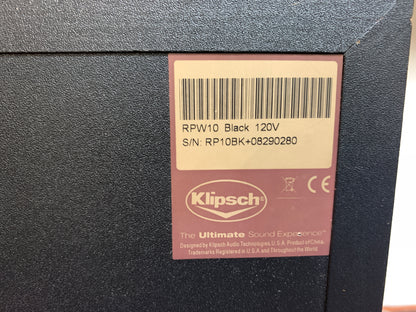 RPW10 Black 120V
S/N: RP10BK+08290280
Klipsch®
The Ultimate Sound Experience™
Designed by Klipsch Audio Technologies, U.S.A. Product of China.
Trademarks Registered in U.S.A. and Throughout the World